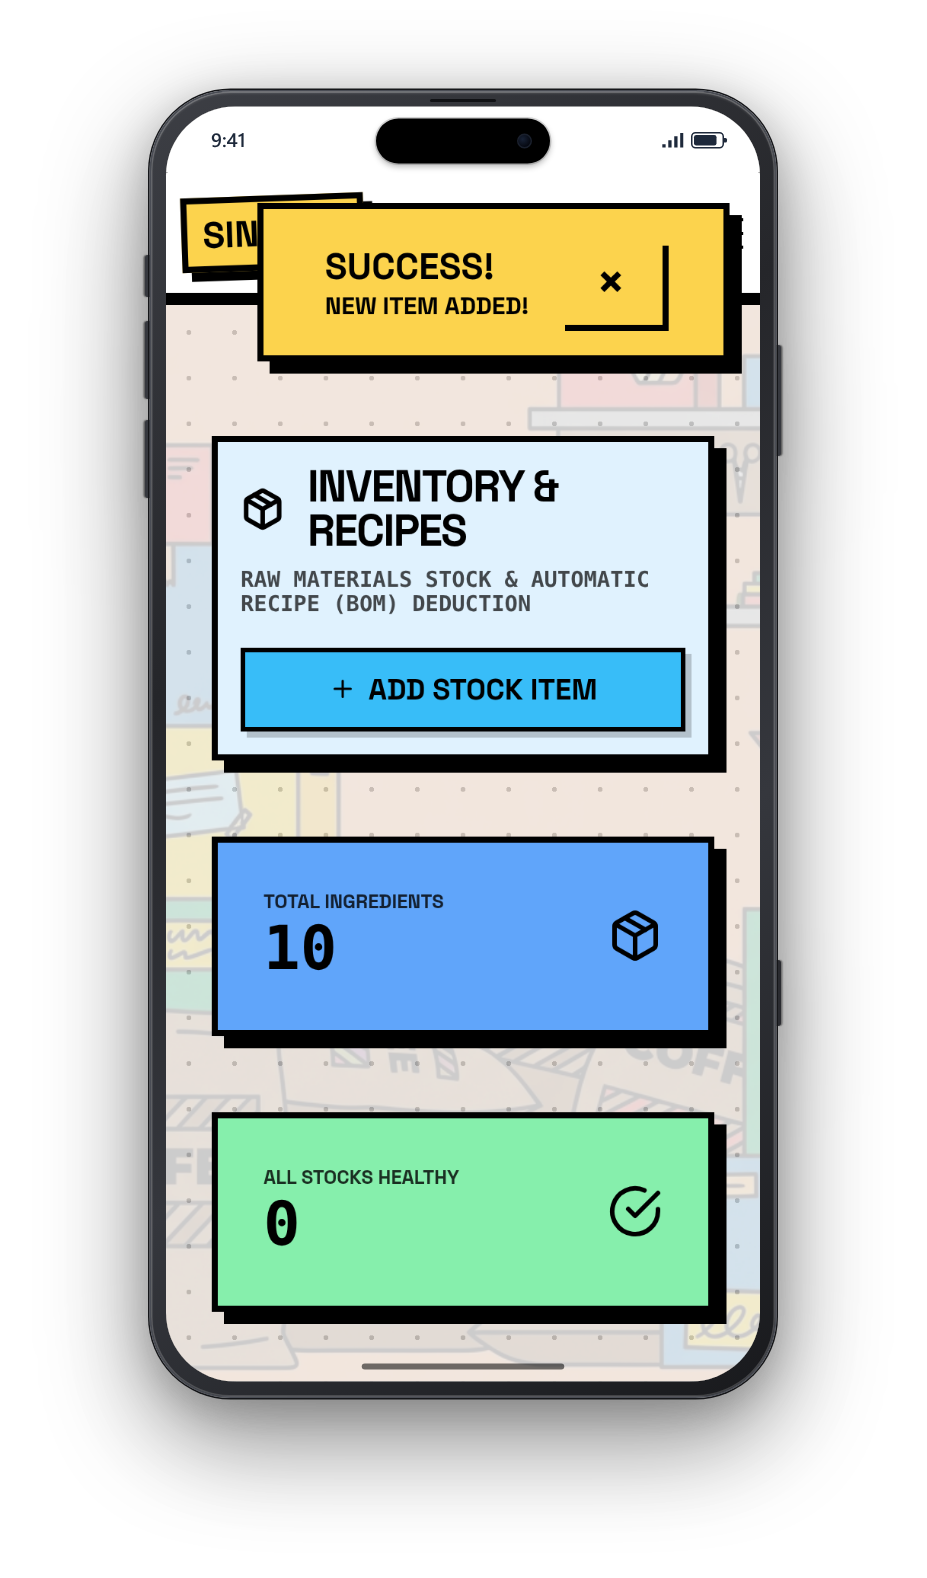 9:41
SIN
SUCCESS!
NEW ITEM ADDED!
INVENTORY &
RECIPES
RAW MATERIALS STOCK & AUTOMATIC
RECIPE (BOM) DEDUCTION
+ ADD STOCK ITEM
TOTAL INGREDIENTS
10
COFF
ALL STOCKS HEALTHY
0